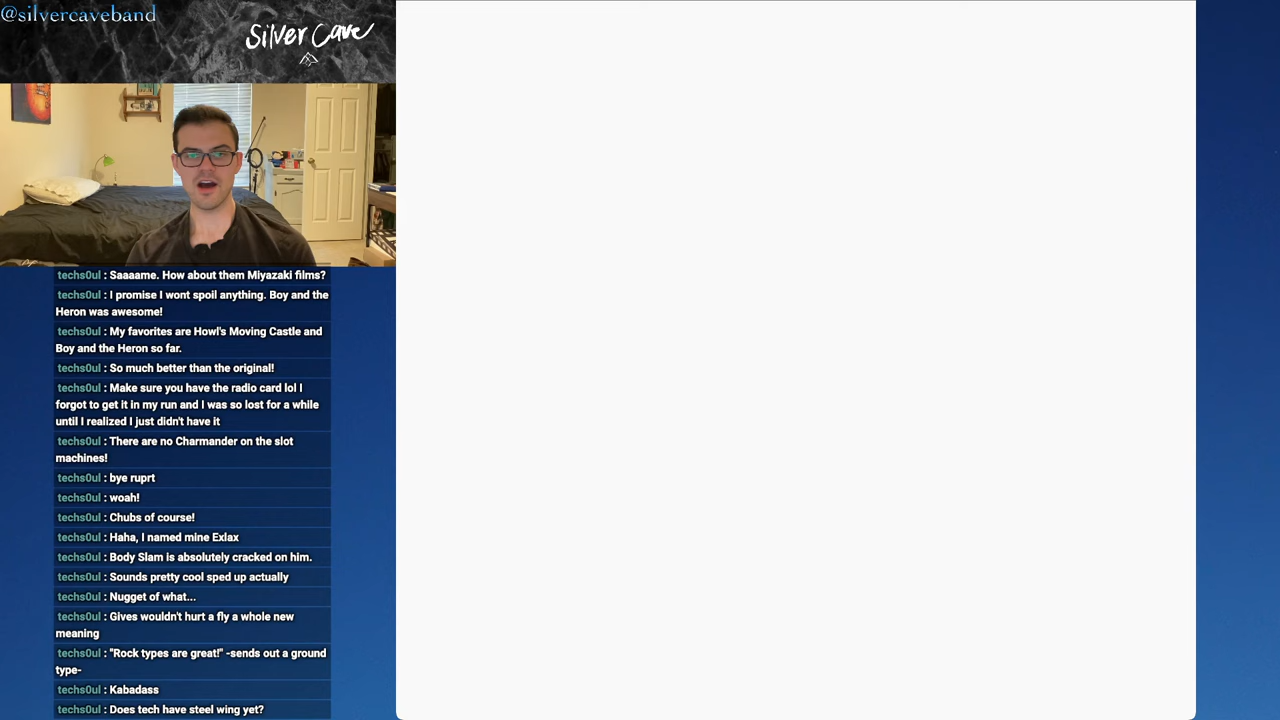 @silvercaveband
Silver Cave
techs0ul : Saaaame. How about them Miyazaki films?
techs0ul : I promise I wont spoil anything. Boy and the
Heron was awesome!
techs0ul : My favorites are Howl's Moving Castle and
Boy and the Heron so far.
techs0ul : So much better than the original!
techs0ul : Make sure you have the radio card lol I
forgot to get it in my run and I was so lost for a while
until I realized I just didn't have it
techs0ul : There are no Charmander on the slot
machines!
techs0ul : bye ruprt
techs0ul : woah!
techs0ul : Chubs of course!
techs0ul : Haha, I named mine Exlax
techs0ul : Body Slam is absolutely cracked on him.
techs0ul : Sounds pretty cool sped up actually
techs0ul : Nugget of what...
techs0ul : Gives wouldn't hurt a fly a whole new
meaning
techs0ul : "Rock types are great!" -sends out a ground
type-
techs0ul : Kabadass
techs0ul : Does tech have steel wing yet?